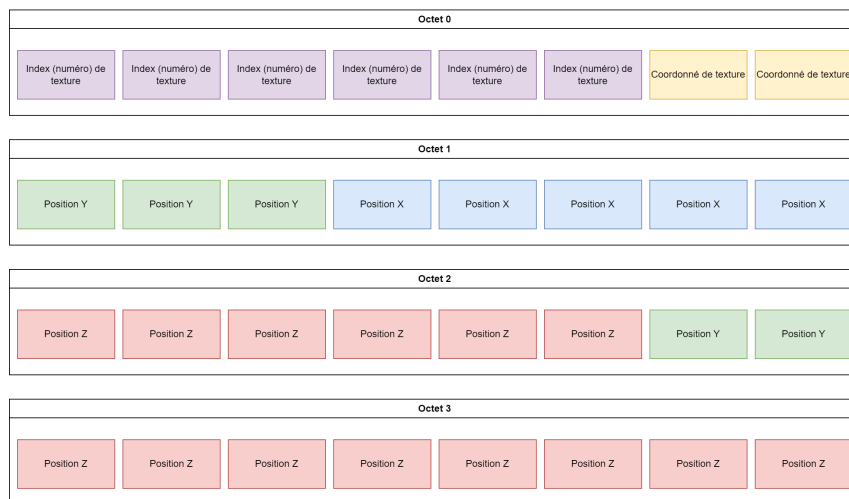 Octet 0
Index (numéro) de Index (numéro) de Index (numéro) de Index (numéro) de Index (numéro) de Index (numéro) de Coordonné de texture Coordonné de texture
texture texture texture texture texture texture
Octet 1
Position Y Position Y Position Y Position X Position X Position X Position X Position X
Octet 2
Position Z Position Z Position Z Position Z Position Z Position Z Position Y Position Y
Octet 3
Position Z Position Z Position Z Position Z Position Z Position Z Position Z Position Z